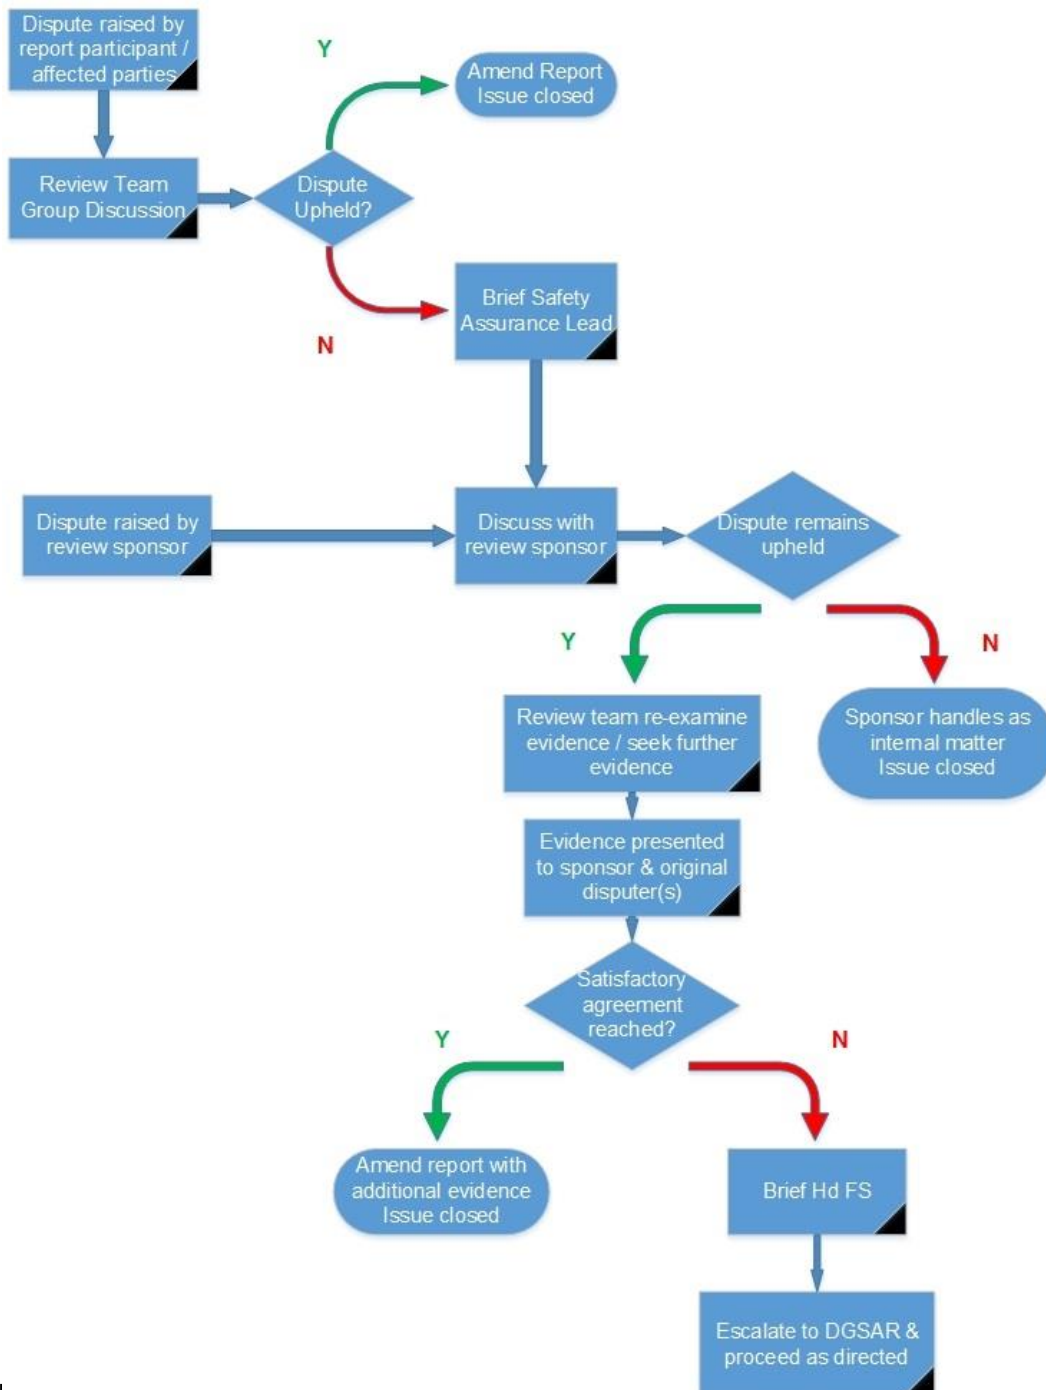 Dispute raised by
report participant /
affected parties
Y
Amend Report
Issue closed
Review Team
Group Discussion
Dispute
Upheld?
N
Brief Safety
Assurance Lead
Dispute raised by
review sponsor
Discuss with
review sponsor
Dispute remains
upheld
Y
N
Review team re-examine
evidence / seek further
evidence
Sponsor handles as
internal matter
Issue closed
Evidence presented
to sponsor & original
disputer(s)
Satisfactory
agreement
reached?
Y
N
Amend report with
additional evidence
Issue closed
Brief Hd FS
Escalate to DGSAR &
proceed as directed